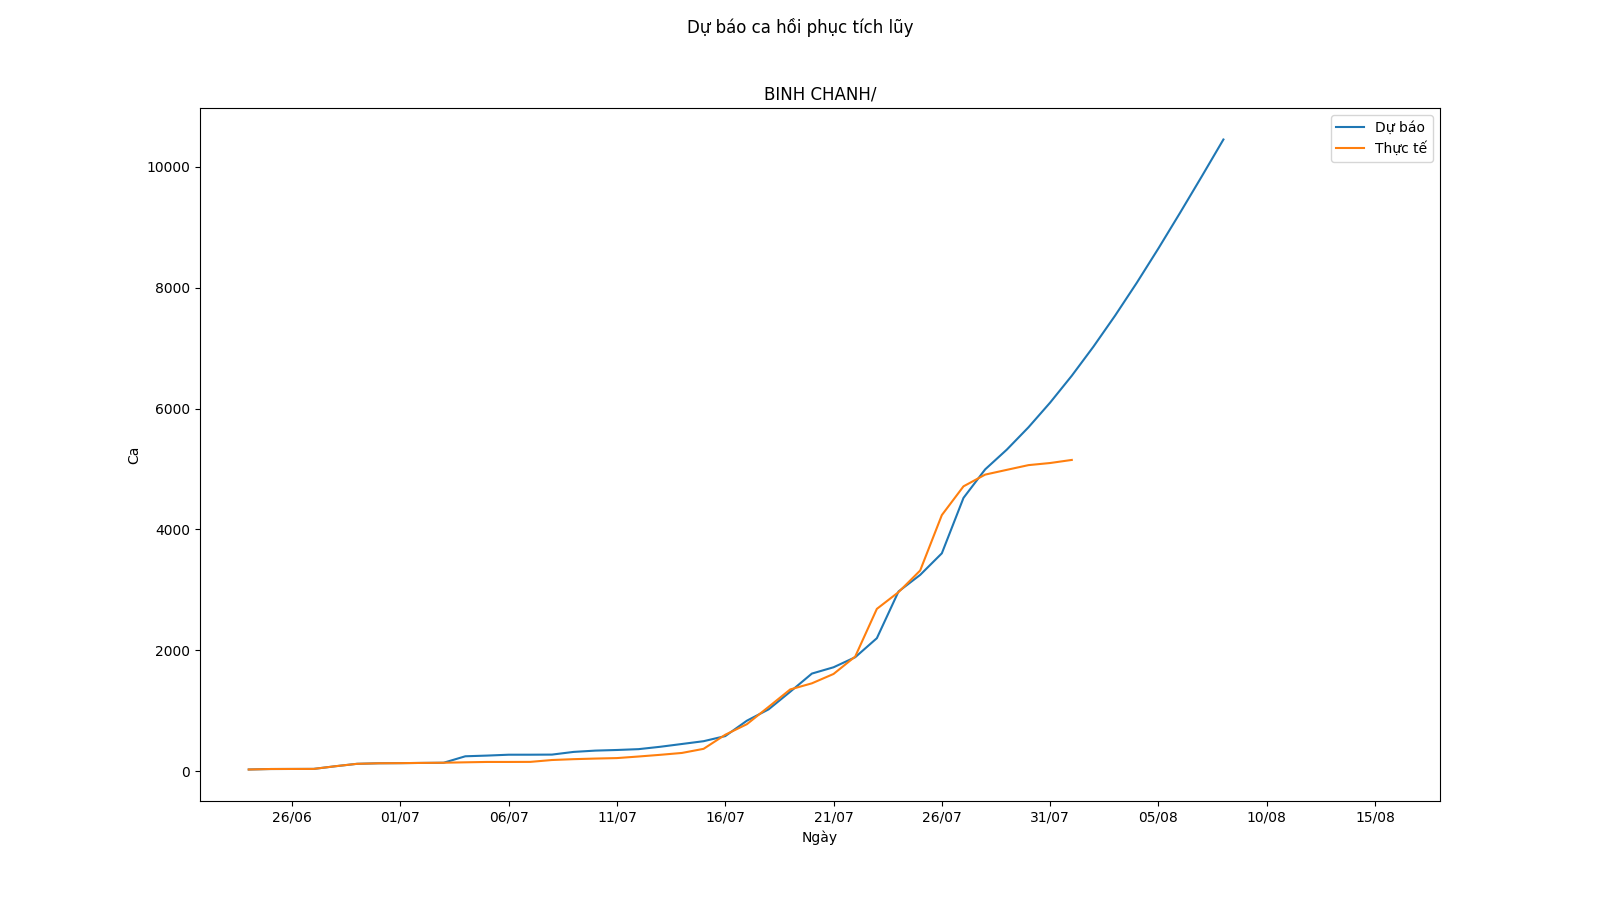 Dự báo ca hồi phục tích lũy
BINH CHANH/
Dự báo
Thực tế
10000
8000
6000
4000
2000
0
Ca
26/06
01/07
06/07
11/07
16/07
21/07
26/07
31/07
05/08
10/08
15/08
Ngày